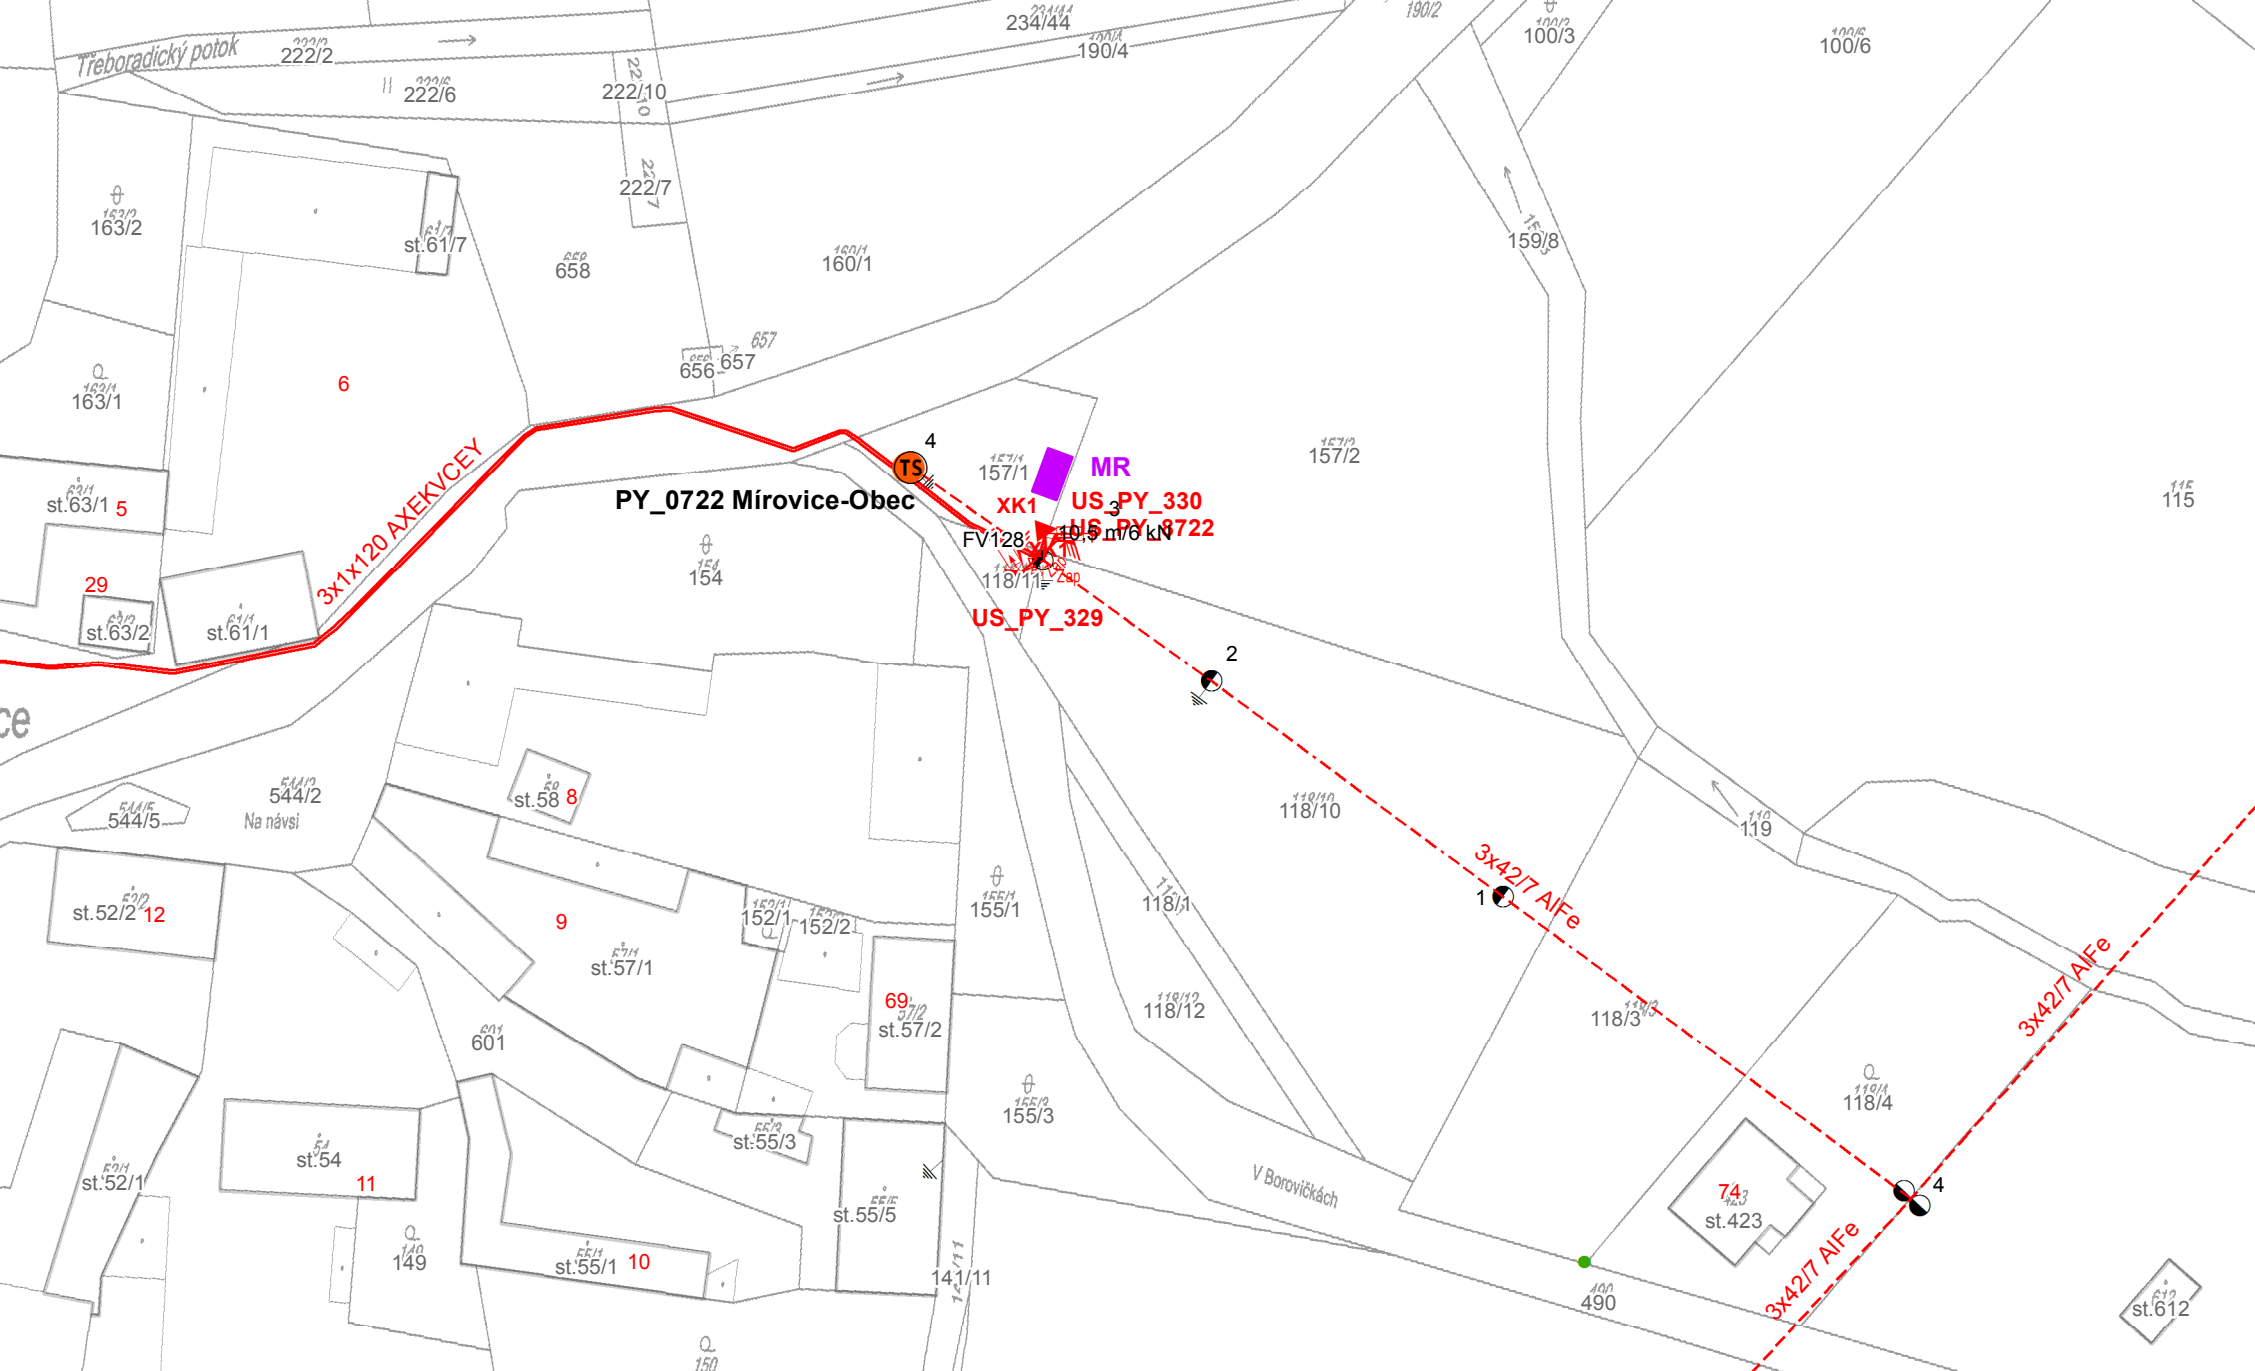 190/2
234/44
190/4
100/3
100/6
Třeboradický potok
222/2
222/6
222/10
222/7
163/2
st.61/7
658
160/1
159/8
657
656
657
163/1
6
4
TS
157/1
MR
157/2
115
PY_0722 Mírovice-Obec
XK1
US_PY_330
3
US_PY_8722
10,5 m/6 kN
FV128
118/11
Zap
US_PY_329
st.63/1
5
3x1x120 AXEKVCEY
154
29
st.63/2
st.61/1
2
ce
544/2
544/5
Na návsi
st.58
8
118/10
119
3x42/7 AlFe
1
st.52/2
12
9
152/1
152/2
155/1
118/1
st.57/1
69
st.57/2
118/12
118/3
3x42/7 AlFe
601
155/3
118/4
st.55/3
st.54
11
st.52/1
st.55/5
V Borovičkách
74
st.423
4
149
st.55/1
10
141/11
3x42/7 AlFe
490
st.612
150